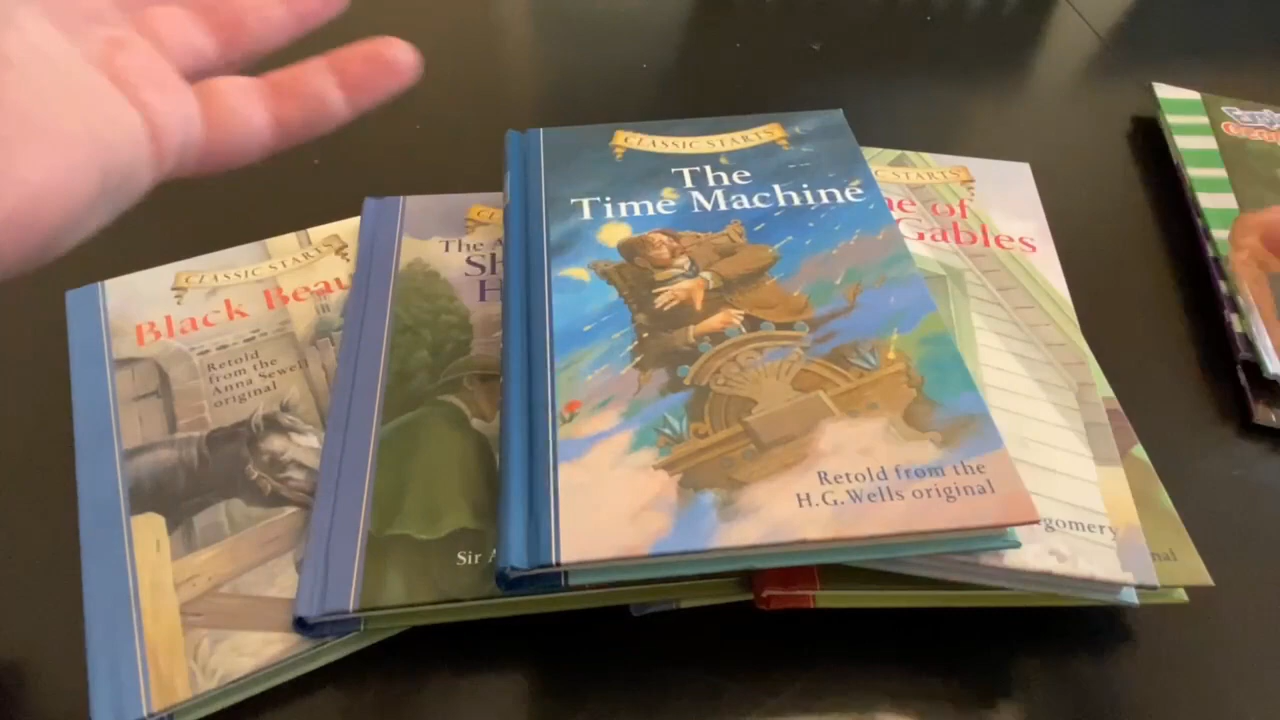 CLASSIC STARTS
Black Beau
Retold
from the
Anna Sewell
original
The A
Sh
H
Sir A
CLASSIC STARTS
The
Time Machine
Retold from the
H.G.Wells original
C STARTS
ne of
Gables
gomery
nal